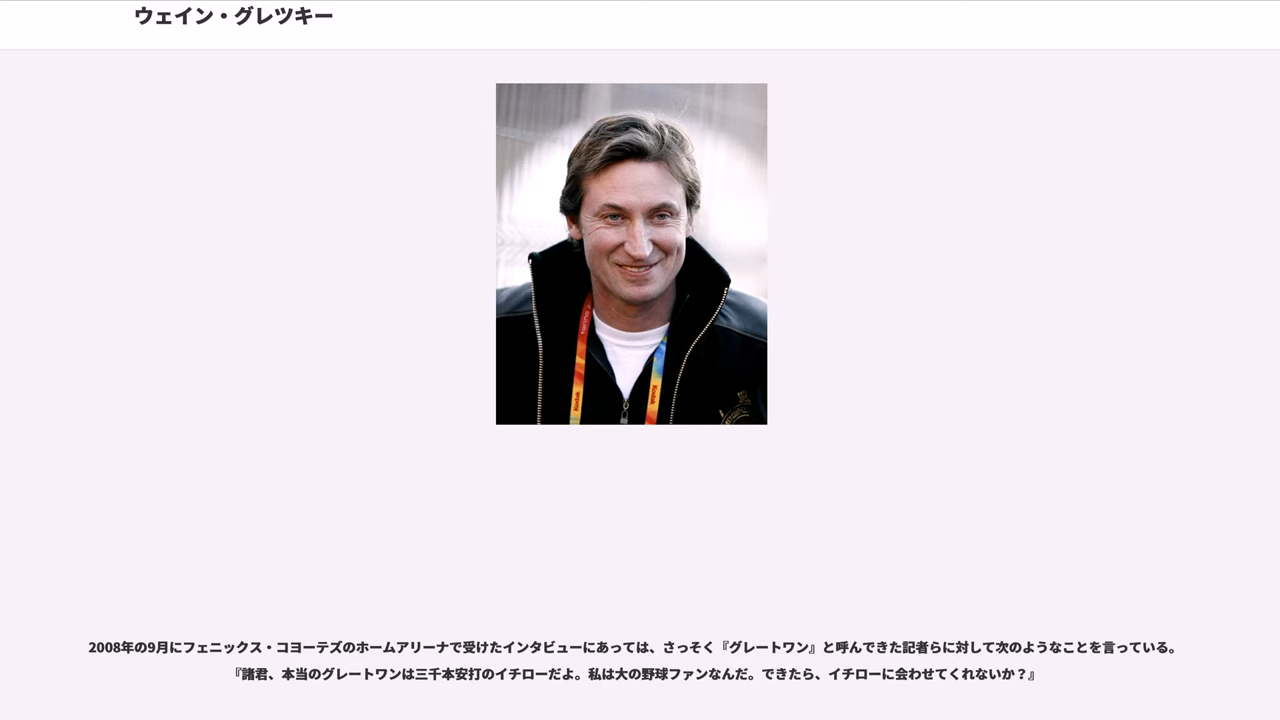 ウェイン・グレツキー
torino 2
Kodak
Kodak
2008年の9月にフェニックス・コヨーテズのホームアリーナで受けたインタビューにあっては、さっそく『グレートワン』と呼んできた記者らに対して次のようなことを言っている。
『諸君、本当のグレートワンは三千本安打のイチローだよ。私は大の野球ファンなんだ。できたら、イチローに会わせてくれないか？』